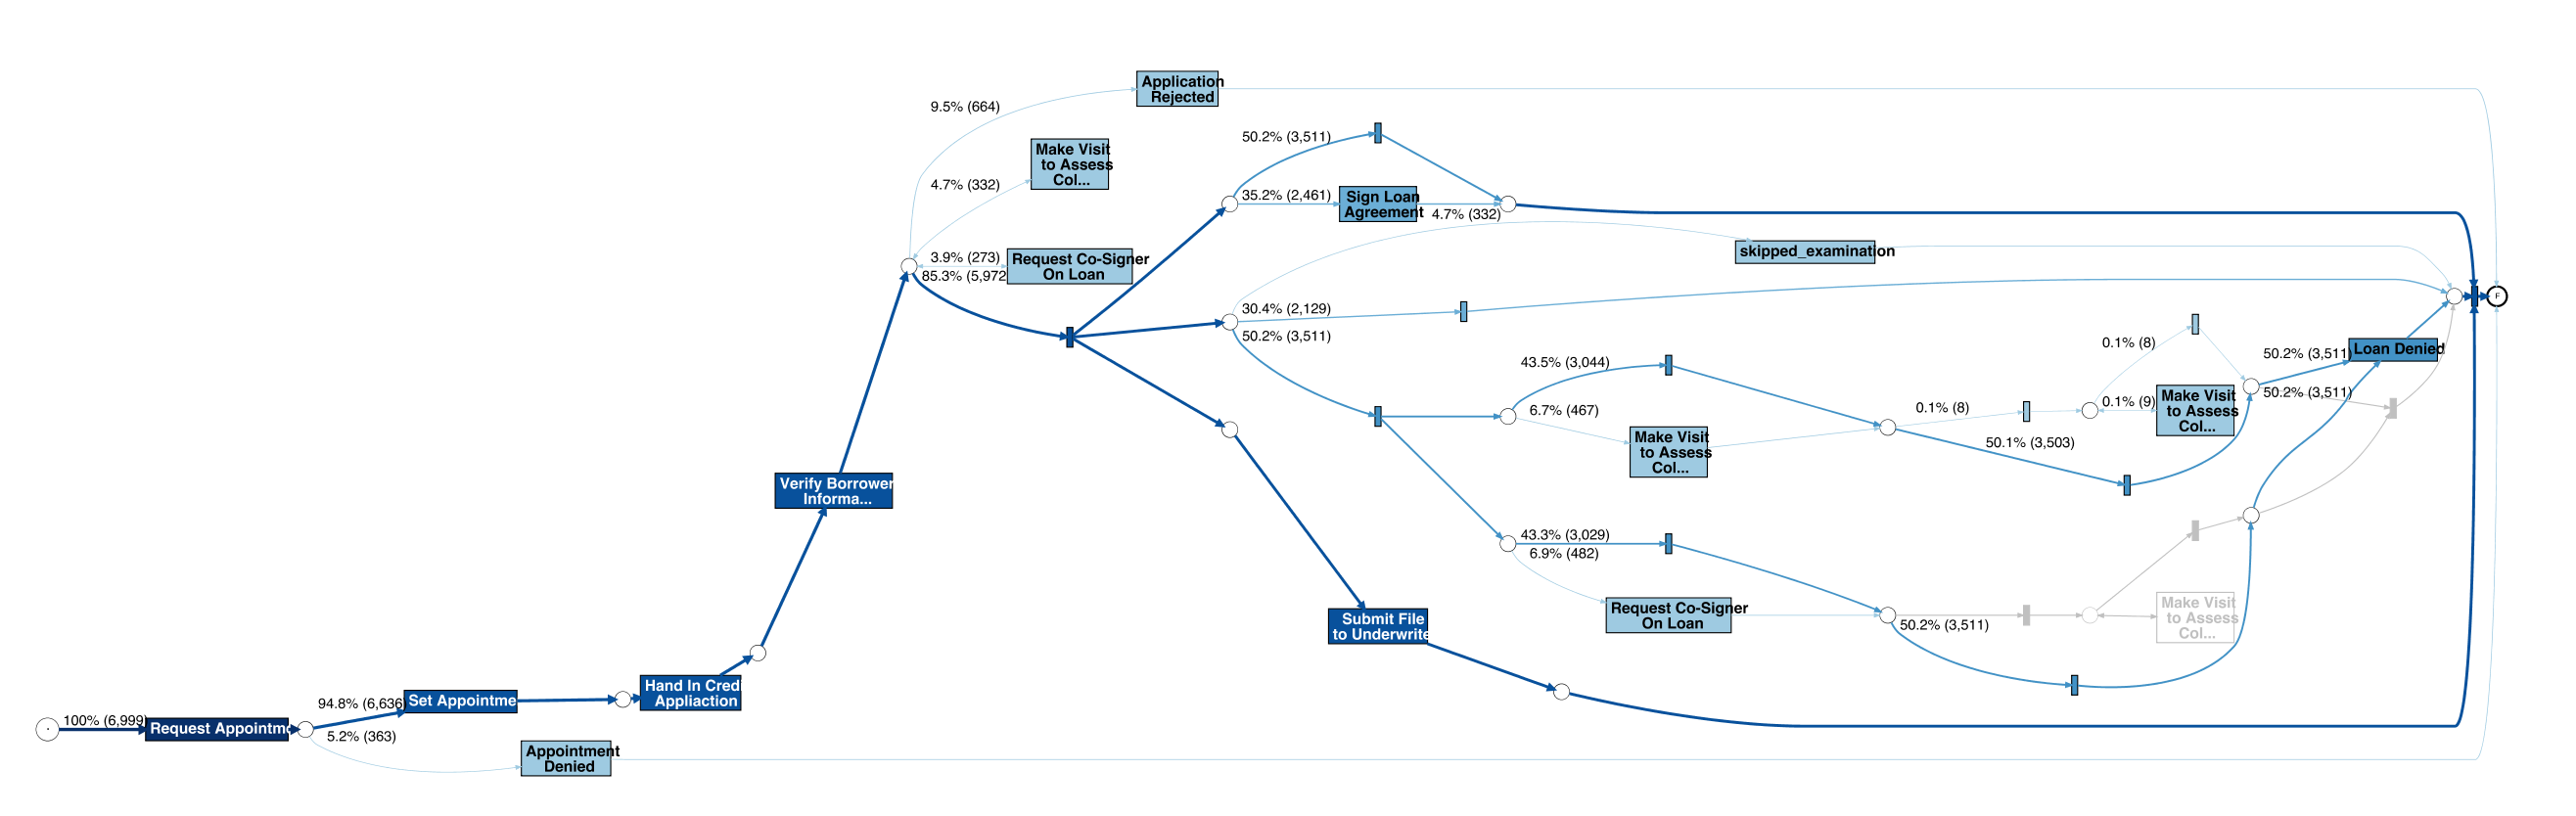 Application
Rejected
9.5% (664)
50.2% (3,511)
Make Visit
to Assess
Col...
4.7% (332)
35.2% (2,461)
Sign Loan
Agreement
4.7% (332)
3.9% (273)
85.3% (5,972
Request Co-Signer
On Loan
skipped_examination
F
30.4% (2,129)
50.2% (3,511)
0.1% (8)
50.2% (3,511)
Loan Denied
43.5% (3,044)
6.7% (467)
0.1% (8)
0.1% (9)
50.2% (3,511)
Make Visit
to Assess
Col...
Make Visit
to Assess
Col...
50.1% (3,503)
Verify Borrower
Informa...
43.3% (3,029)
6.9% (482)
Request Co-Signer
On Loan
50.2% (3,511)
Make Visit
to Assess
Col...
Submit File
to Underwrite
Hand In Cred
Appliaction
94.8% (6,636)
Set Appointme
100% (6,999)
Request Appointm
5.2% (363)
Appointment
Denied